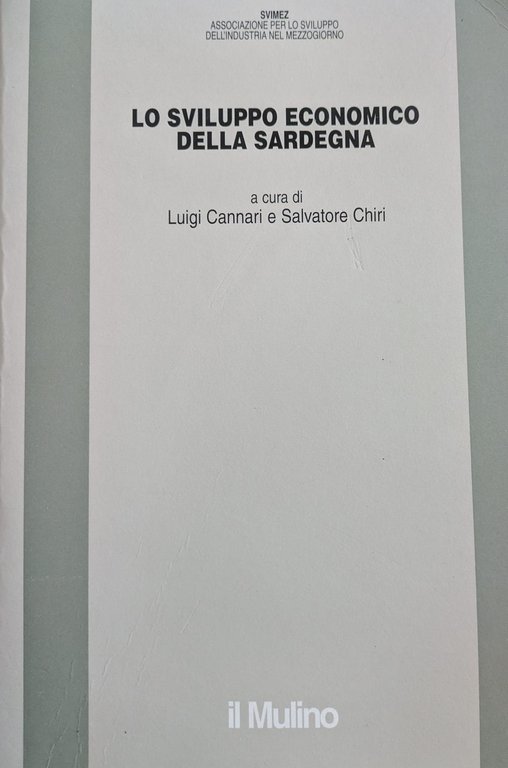 SVIMEZ
ASSOCIAZIONE PER LO SVILUPPO
DELL'INDUSTRIA NEL MEZZOGIORNO
LO SVILUPPO ECONOMICO
DELLA SARDEGNA
a cura di
Luigi Cannari e Salvatore Chiri
il Mulino